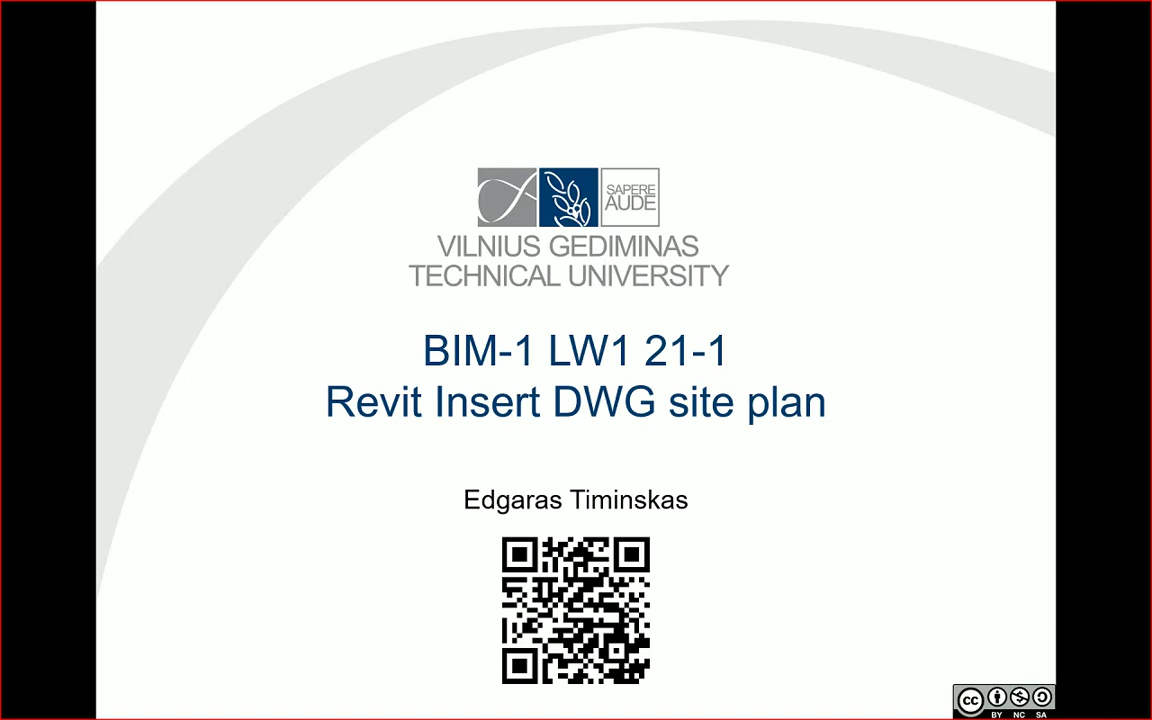 SAPERE
AUDE
VILNIUS GEDIMINAS
TECHNICAL UNIVERSITY
BIM-1 LW1 21-1
Revit Insert DWG site plan
Edgaras Timinskas
cc
BY NC SA